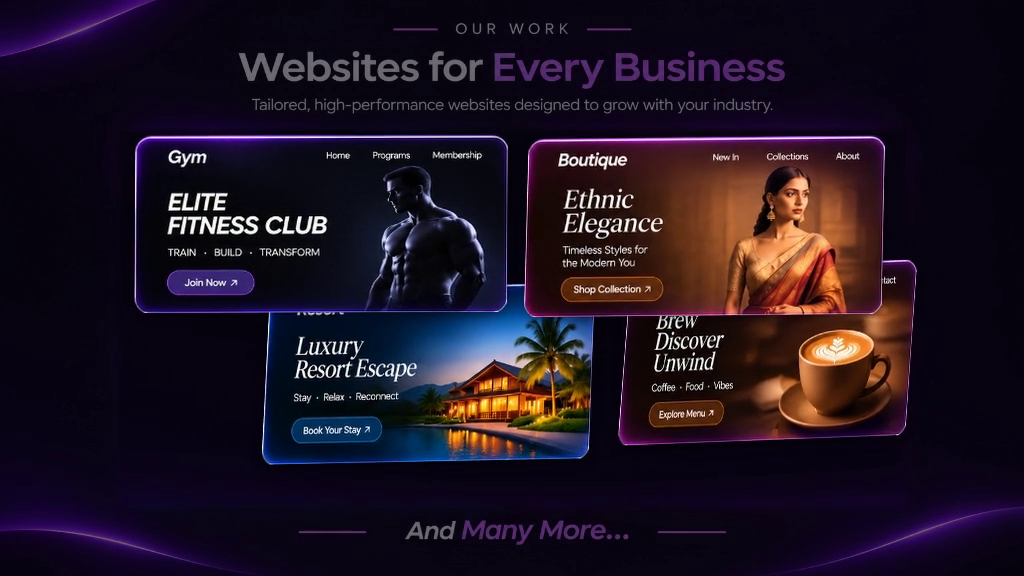 OUR WORK
Websites for Every Business
Tailored, high-performance websites designed to grow with your industry.
Gym
Home Programs Membership
ELITE
FITNESS CLUB
TRAIN · BUILD · TRANSFORM
Join Now ↗
Boutique
New In Collections About
Ethnic
Elegance
Timeless Styles for
the Modern You
Shop Collection ↗
Resort
Luxury
Resort Escape
Stay · Relax · Reconnect
Book Your Stay ↗
Brew
Discover
Unwind
Coffee · Food · Vibes
Explore Menu ↗
And Many More...